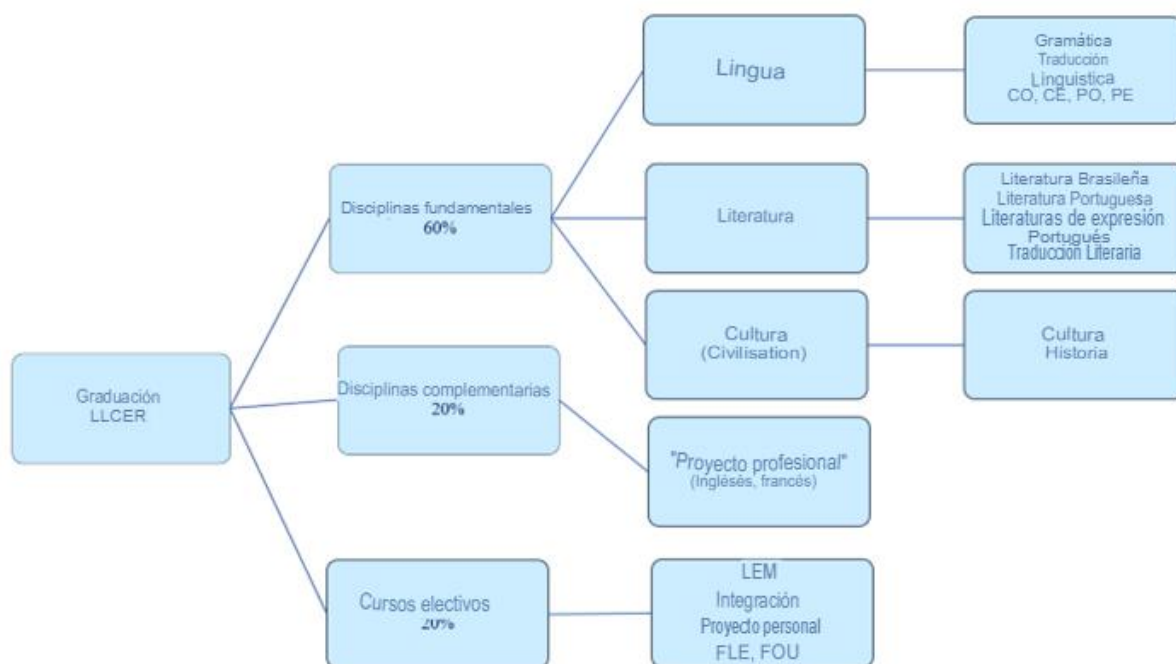 Graduación
LLCER
Disciplinas fundamentales
60%
Lingua
Gramática
Traducción
Linguistica
CO, CE, PO, PE
Literatura
Literatura Brasileña
Literatura Portuguesa
Literaturas de expresión
Portugués
Traducción Literaria
Cultura
(Civilisation)
Cultura
Historia
Disciplinas complementarias
20%
"Proyecto profesional"
(Inglésés, francés)
Cursos electivos
20%
LEM
Integración
Proyecto personal
FLE, FOU